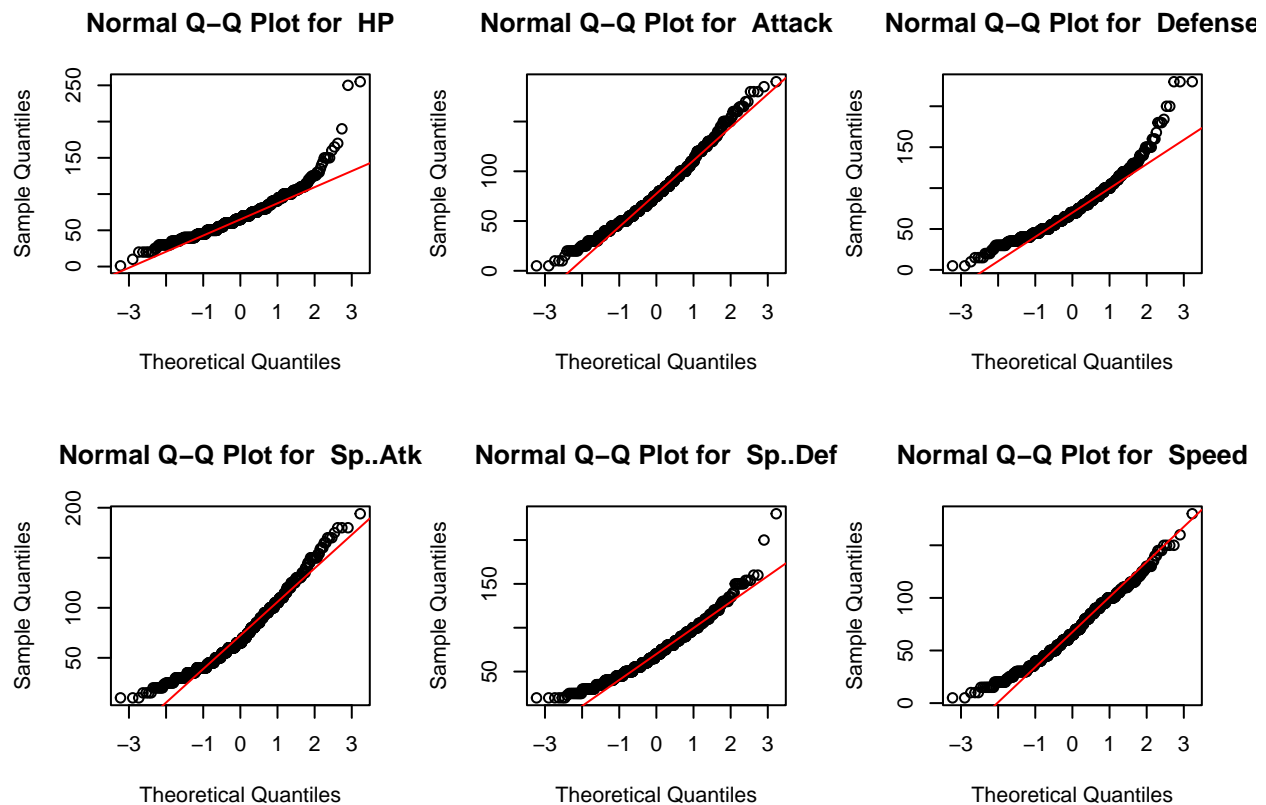 Normal Q−Q Plot for  HP
Sample Quantiles
0 50 150 250
−3 −1 0 1 2 3
Theoretical Quantiles
Normal Q−Q Plot for  Attack
Sample Quantiles
0 50 100
−3 −1 0 1 2 3
Theoretical Quantiles
Normal Q−Q Plot for  Defense
Sample Quantiles
0 50 150
−3 −1 0 1 2 3
Theoretical Quantiles
Normal Q−Q Plot for  Sp..Atk
Sample Quantiles
50 100 200
−3 −1 0 1 2 3
Theoretical Quantiles
Normal Q−Q Plot for  Sp..Def
Sample Quantiles
50 150
−3 −1 0 1 2 3
Theoretical Quantiles
Normal Q−Q Plot for  Speed
Sample Quantiles
0 50 100
−3 −1 0 1 2 3
Theoretical Quantiles